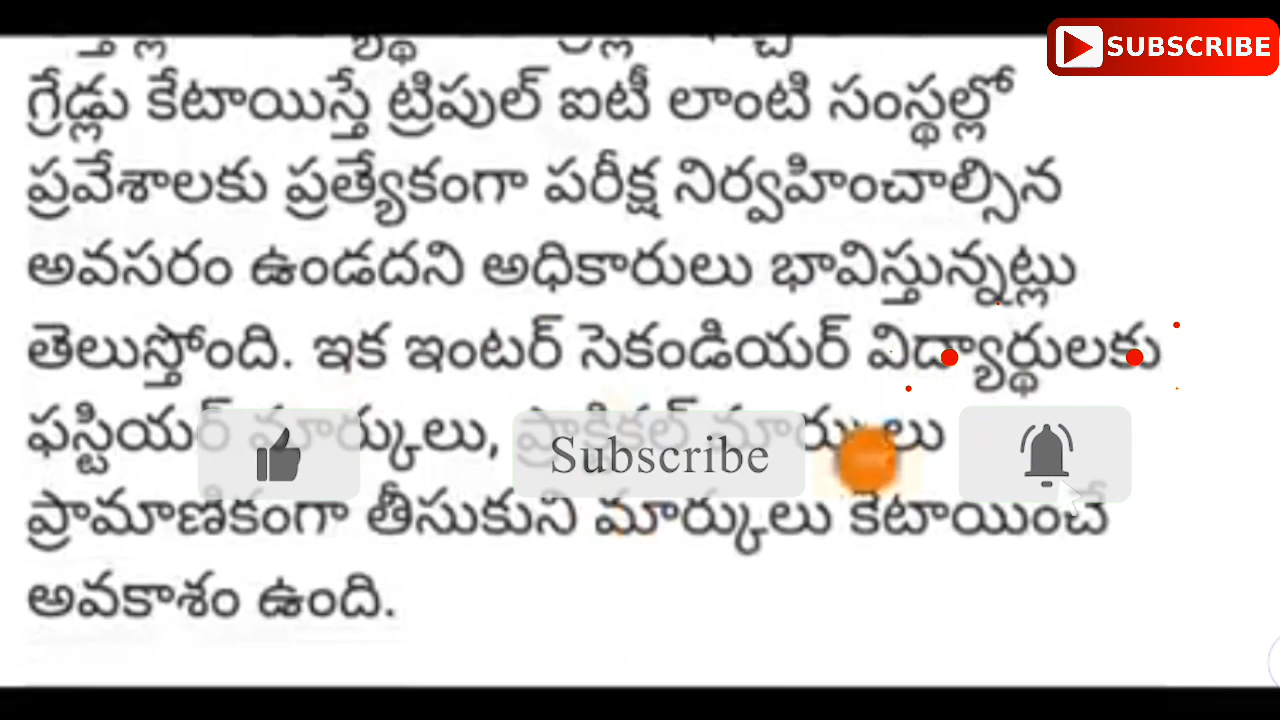 SUBSCRIBE
గ్రేడ్లు కేటాయిస్తే ట్రిపుల్ ఐటీ లాంటి సంస్థల్లో
ప్రవేశాలకు ప్రత్యేకంగా పరీక్ష నిర్వహించాల్సిన
అవసరం ఉండదని అధికారులు భావిస్తున్నట్లు
తెలుస్తోంది. ఇక ఇంటర్ సెకండియర్ విద్యార్థులకు
ఫస్టియర్ మార్కులు, ప్రాక్టికల్ మార్కులు
Subscribe
ప్రామాణికంగా తీసుకుని మార్కులు కేటాయించే
అవకాశం ఉంది.